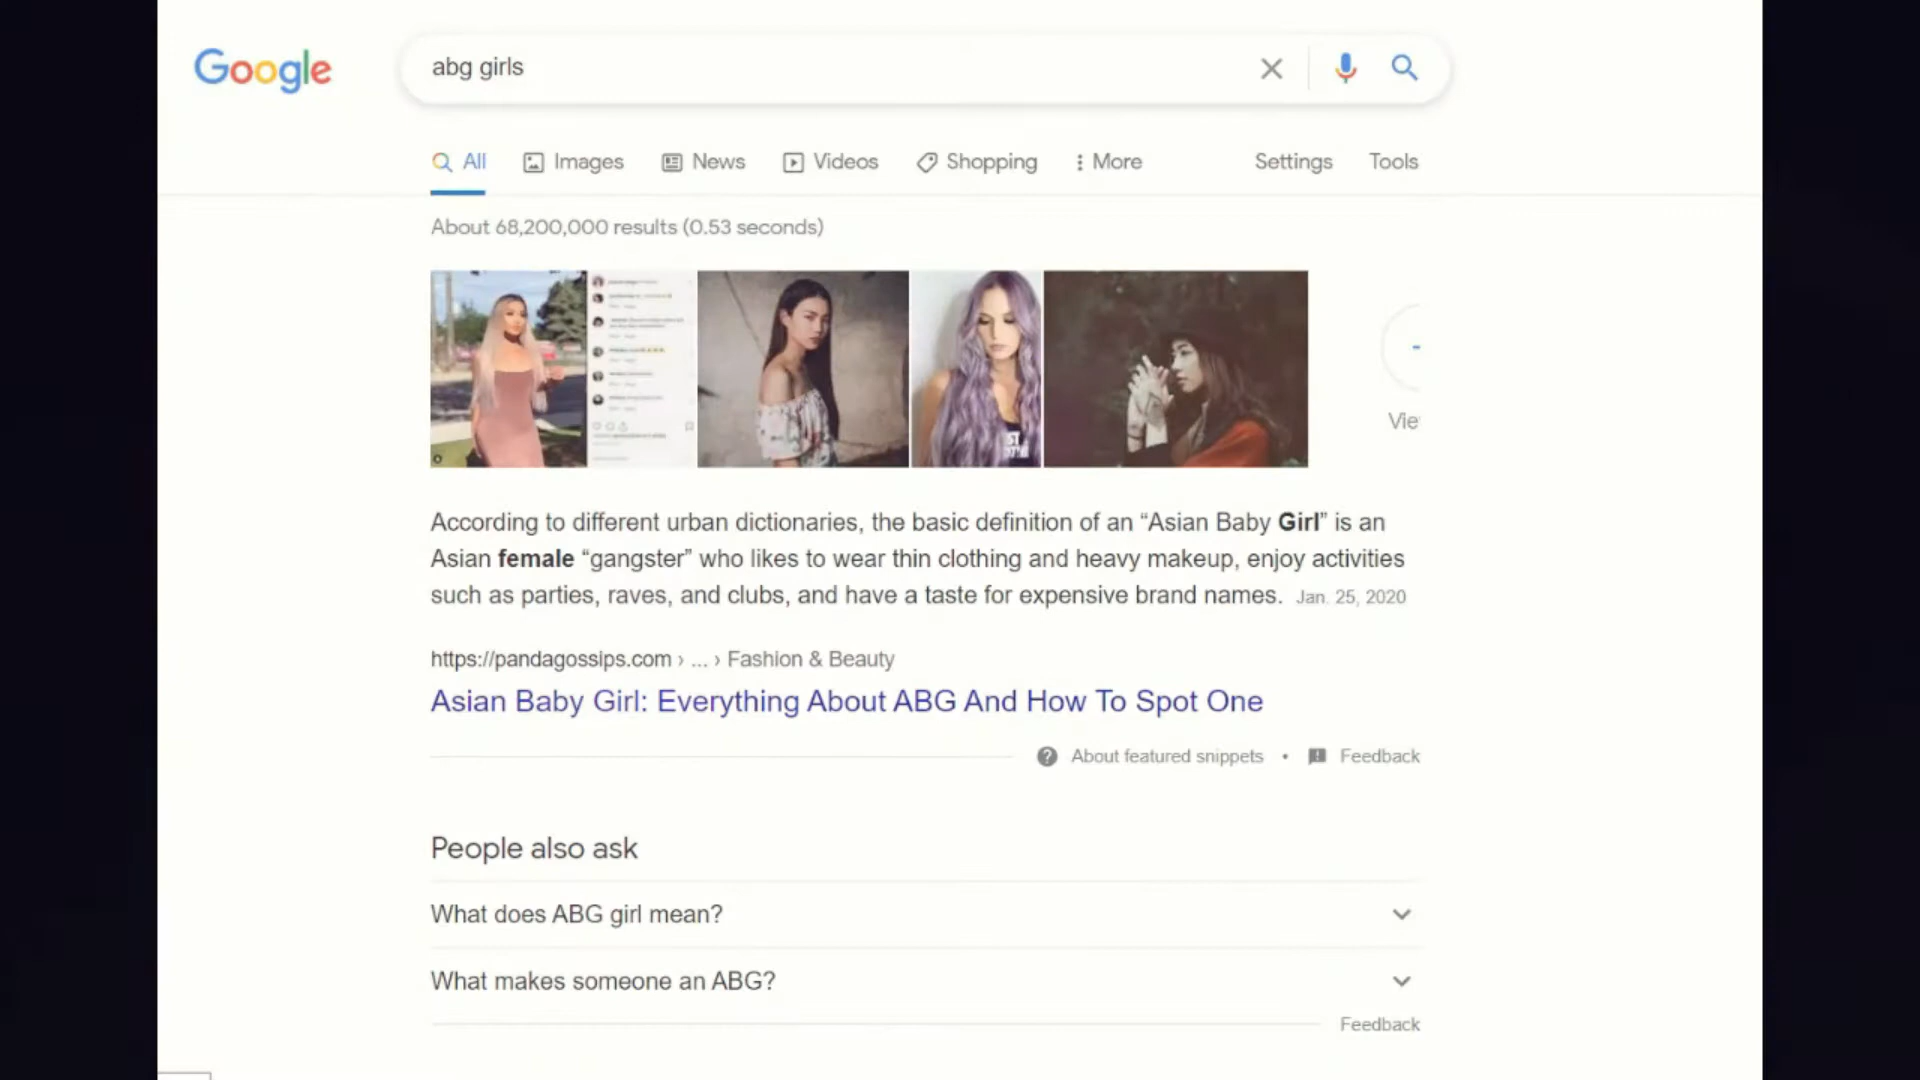 Google
abg girls
All Images News Videos Shopping More Settings Tools
About 68,200,000 results (0.53 seconds)
Vie
According to different urban dictionaries, the basic definition of an “Asian Baby Girl” is an
Asian female “gangster” who likes to wear thin clothing and heavy makeup, enjoy activities
such as parties, raves, and clubs, and have a taste for expensive brand names. Jan. 25, 2020
https://pandagossips.com › ... › Fashion & Beauty
Asian Baby Girl: Everything About ABG And How To Spot One
About featured snippets • Feedback
People also ask
What does ABG girl mean?
What makes someone an ABG?
Feedback